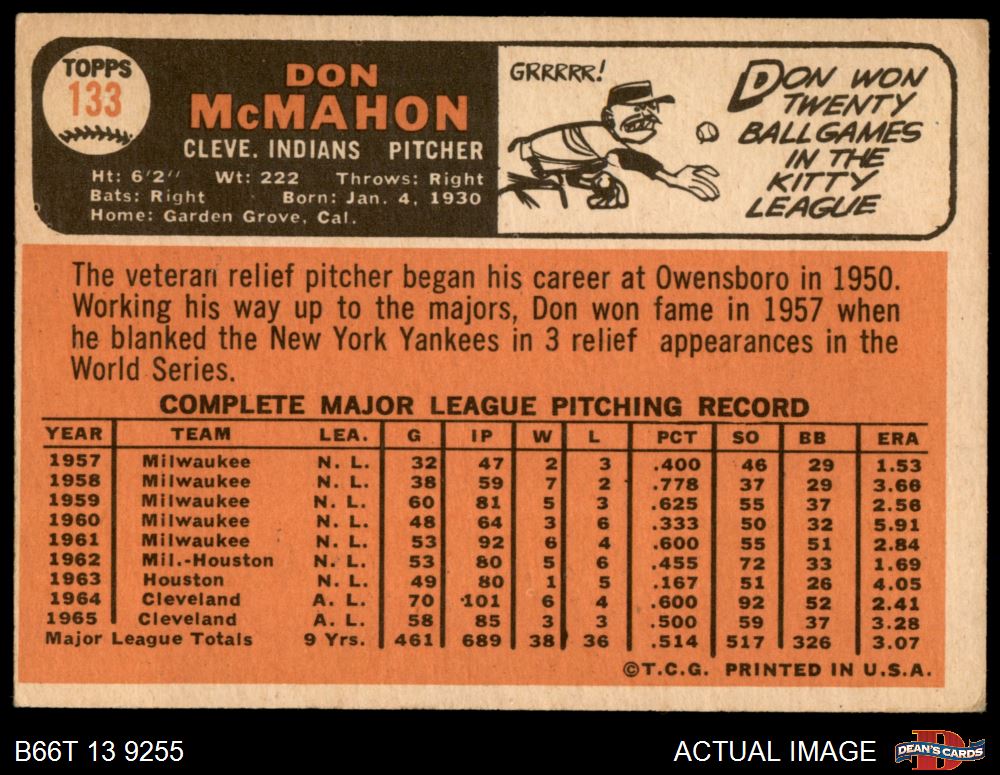 TOPPS
133
DON
McMAHON
CLEVE. INDIANS PITCHER
Ht: 6'2'' Wt: 222 Throws: Right
Bats: Right Born: Jan. 4, 1930
Home: Garden Grove, Cal.
GRRRRR!
DON WON
TWENTY
BALLGAMES
IN THE
KITTY
LEAGUE
The veteran relief pitcher began his career at Owensboro in 1950.
Working his way up to the majors, Don won fame in 1957 when
he blanked the New York Yankees in 3 relief appearances in the
World Series.
COMPLETE MAJOR LEAGUE PITCHING RECORD
YEAR TEAM LEA. G IP W L PCT SO BB ERA
1957 Milwaukee N. L. 32 47 2 3 .400 46 29 1.53
1958 Milwaukee N. L. 38 59 7 2 .778 37 29 3.66
1959 Milwaukee N. L. 60 81 5 3 .625 55 37 2.56
1960 Milwaukee N. L. 48 64 3 6 .333 50 32 5.91
1961 Milwaukee N. L. 53 92 6 4 .600 55 51 2.84
1962 Mil.-Houston N. L. 53 80 5 6 .455 72 33 1.69
1963 Houston N. L. 49 80 1 5 .167 51 26 4.05
1964 Cleveland A. L. 70 101 6 4 .600 92 52 2.41
1965 Cleveland A. L. 58 85 3 3 .500 59 37 3.28
Major League Totals 9 Yrs. 461 689 38 36 .514 517 326 3.07
©T.C.G. PRINTED IN U.S.A.
B66T 13 9255
ACTUAL IMAGE
DEAN'S CARDS